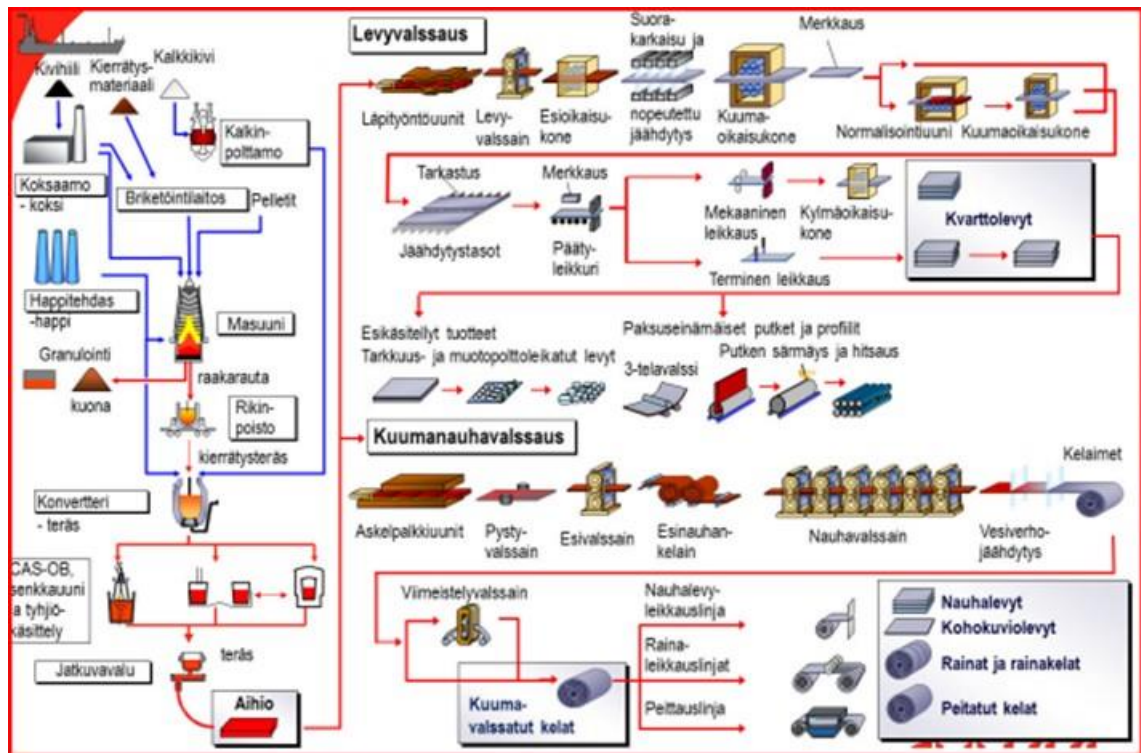 Kivihiili
Kierrätys-
materiaali
Kalkkikivi
Kalkin-
polttamo
Koksaamo
- koksi
Briketöintilaitos
Pelletit
Happitehdas
-happi
Masuuni
Granulointi
raakarauta
kuona
Rikin-
poisto
kierrätysteräs
Konvertteri
- teräs
CAS-OB,
senkkauuni
ja tyhjiö-
käsittely
Jatkuvavalu
teräs
Aihio
Levyvalssaus
Läpityöntöuunit
Levy-
valssain
Esioikaisu-
kone
Suora-
karkaisu ja
nopeutettu
jäähdytys
Kuuma-
oikaisukone
Merkkaus
Normalisointiuuni
Kuumaoikaisukone
Tarkastus
Jäähdytystasot
Merkkaus
Pääty-
leikkuri
Mekaaninen
leikkaus
Kylmäoikaisu-
kone
Terminen leikkaus
Kvarttolevyt
Esikäsitellyt tuotteet
Tarkkuus- ja muotopolttoleikatut levyt
Paksuseinämäiset putket ja profiilit
3-telavalssi
Putken särmäys ja hitsaus
Kuumanauhavalssaus
Askelpalkkiuunit
Pysty-
valssain
Esivalssain
Esinauhan-
kelain
Nauhavalssain
Vesiverho-
jäähdytys
Kelaimet
Viimeistelyvalssain
Kuuma-
valssatut kelat
Nauhalevy-
leikkauslinja
Raina-
leikkauslinjat
Peittauslinja
Nauhalevyt
Kohokuviolevyt
Rainat ja rainakelat
Peitatut kelat